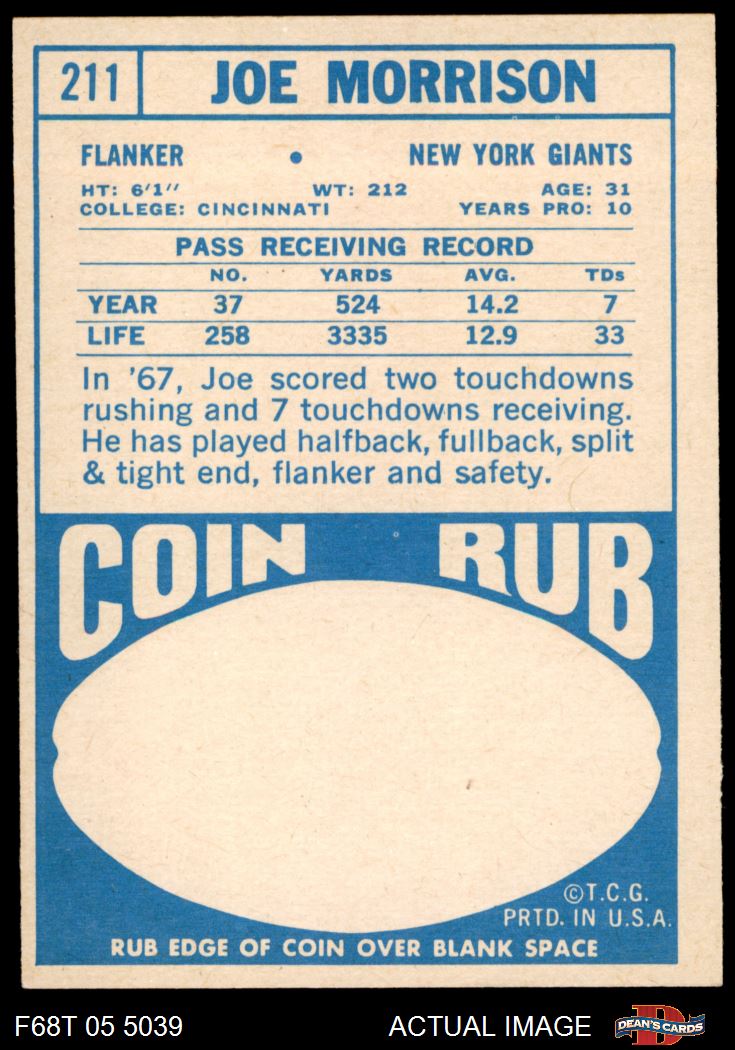 211 JOE MORRISON
FLANKER • NEW YORK GIANTS
HT: 6'1" WT: 212 AGE: 31
COLLEGE: CINCINNATI YEARS PRO: 10
PASS RECEIVING RECORD
NO. YARDS AVG. TDs
YEAR 37 524 14.2 7
LIFE 258 3335 12.9 33
In '67, Joe scored two touchdowns
rushing and 7 touchdowns receiving.
He has played halfback, fullback, split
& tight end, flanker and safety.
COIN RUB
©T.C.G.
PRTD. IN U.S.A.
RUB EDGE OF COIN OVER BLANK SPACE
F68T 05 5039 ACTUAL IMAGE D DEAN'S CARDS